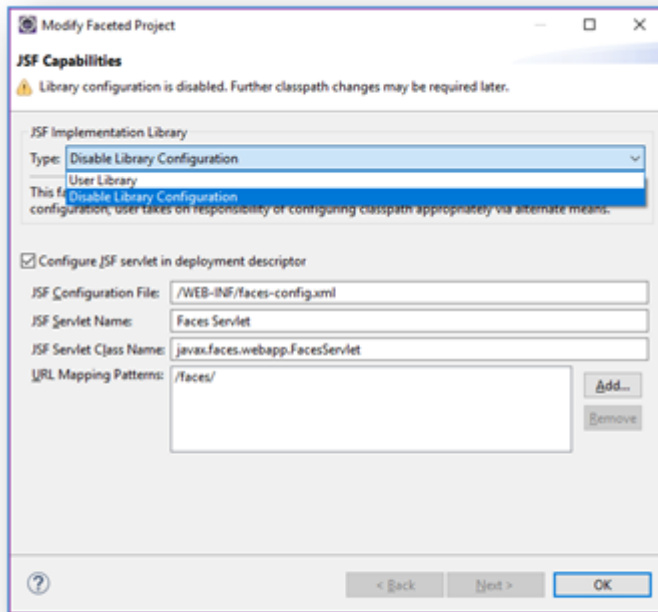 Modify Faceted Project
JSF Capabilities
Library configuration is disabled. Further classpath changes may be required later.
JSF Implementation Library
Type: Disable Library Configuration
User Library
Disable Library Configuration
This fa
configuration, user takes on responsibility of configuring classpath appropriately via alternate means.
Configure JSF servlet in deployment descriptor
JSF Configuration File: /WEB-INF/faces-config.xml
JSF Servlet Name: Faces Servlet
JSF Servlet Class Name: javax.faces.webapp.FacesServlet
URL Mapping Patterns: /faces/
Add...
Remove
?
< Back Next > OK